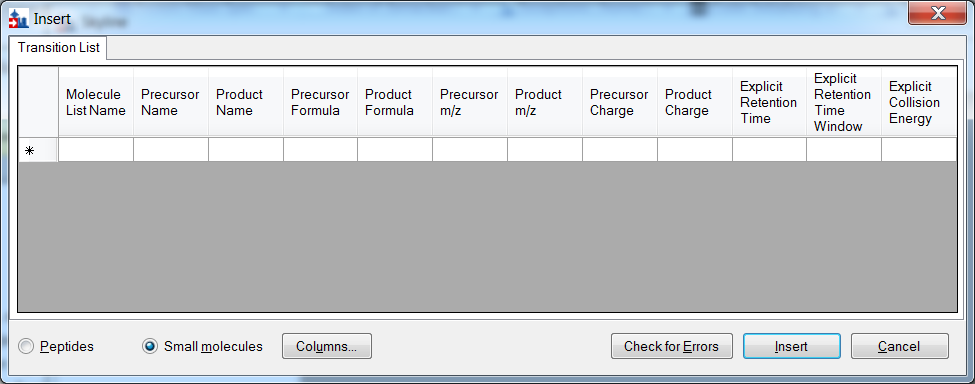 Insert
Transition List
Molecule List Name
Precursor Name
Product Name
Precursor Formula
Product Formula
Precursor m/z
Product m/z
Precursor Charge
Product Charge
Explicit Retention Time
Explicit Retention Time Window
Explicit Collision Energy
*
Peptides
Small molecules
Columns...
Check for Errors
Insert
Cancel